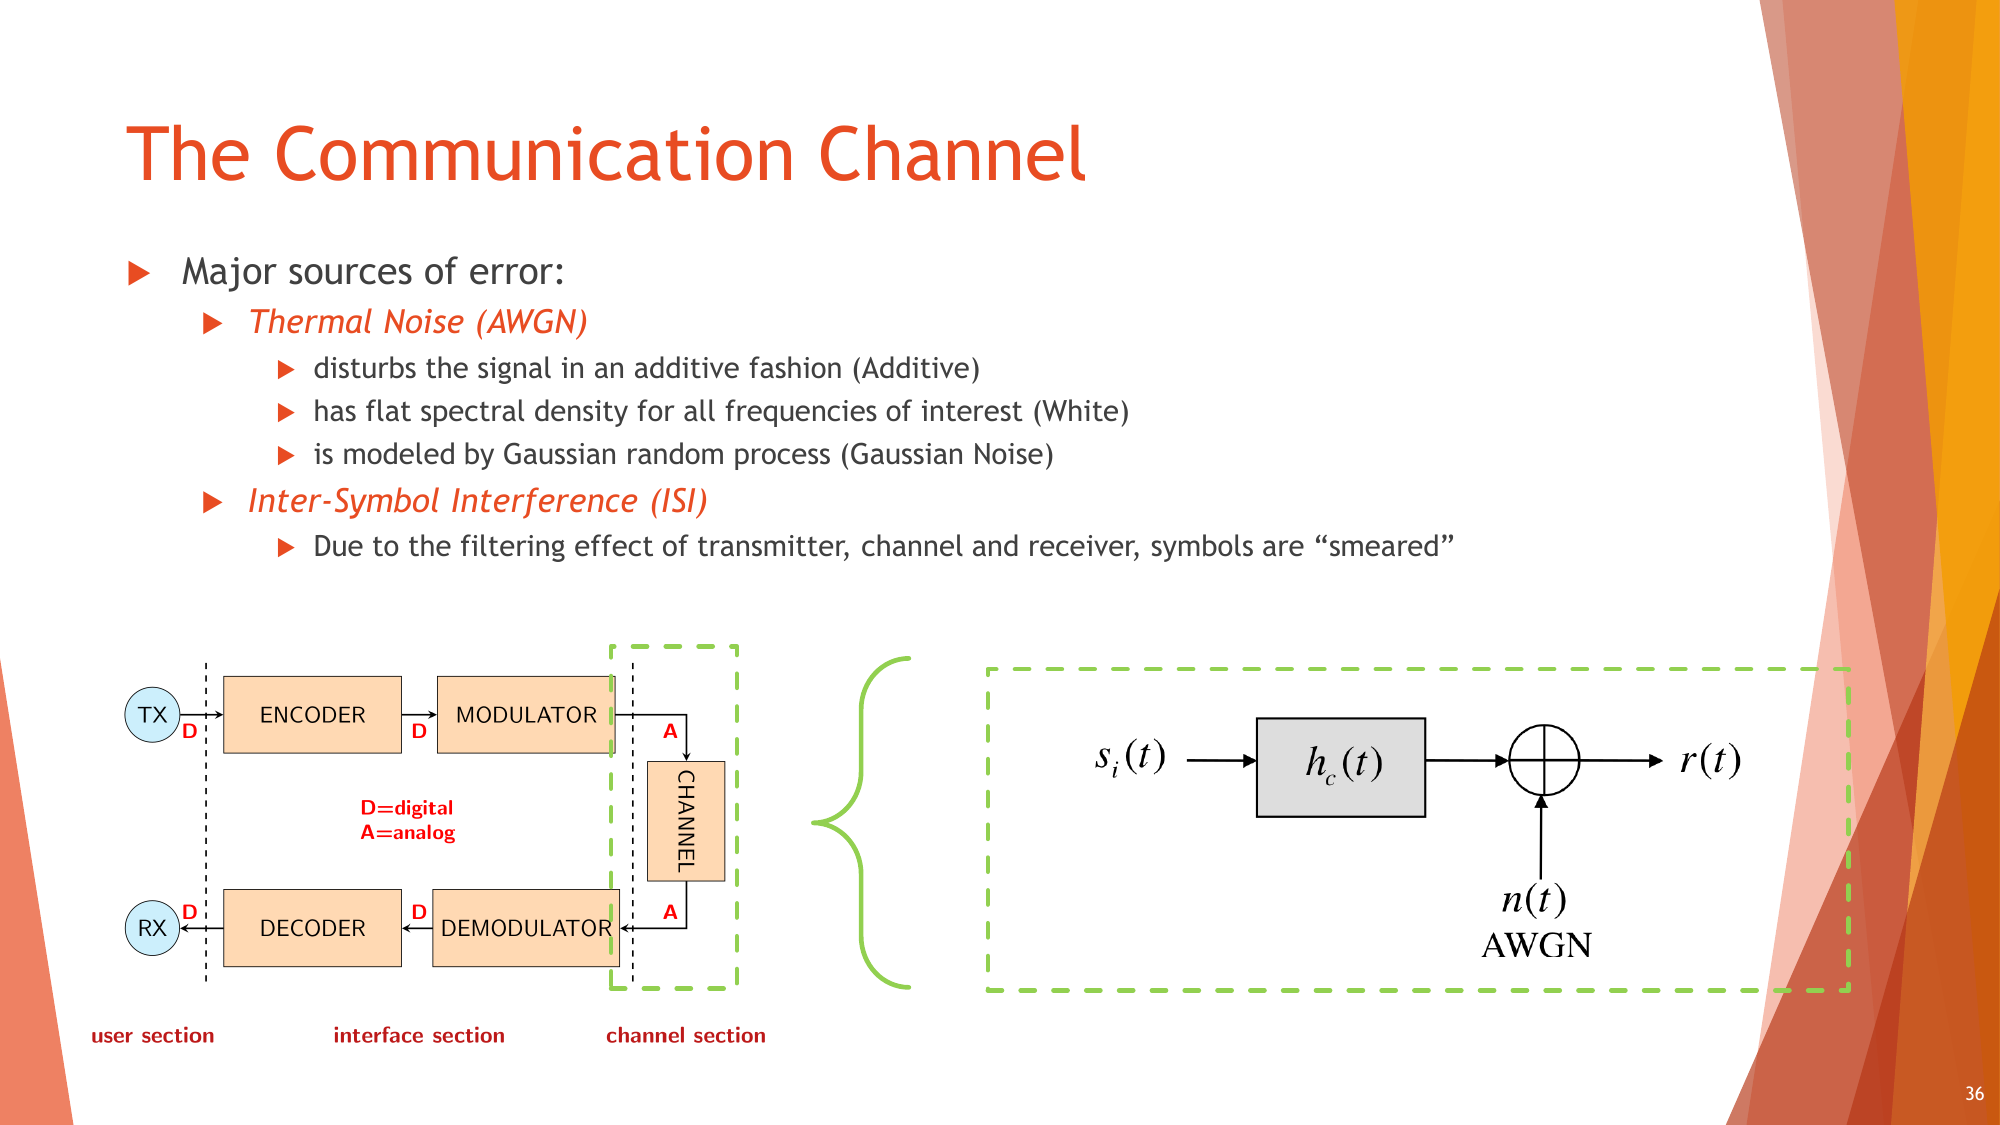 The Communication Channel
Major sources of error:
Thermal Noise (AWGN)
disturbs the signal in an additive fashion (Additive)
has flat spectral density for all frequencies of interest (White)
is modeled by Gaussian random process (Gaussian Noise)
Inter-Symbol Interference (ISI)
Due to the filtering effect of transmitter, channel and receiver, symbols are “smeared”
TX
D
ENCODER
D
MODULATOR
A
CHANNEL
D=digital
A=analog
RX
D
DECODER
D
DEMODULATOR
A
user section
interface section
channel section
s_i(t)
h_c(t)
r(t)
n(t)
AWGN
36